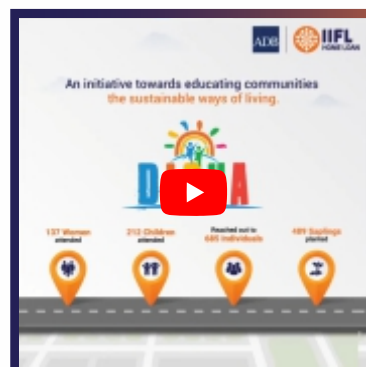 ADB
IIFL
HOME LOAN
An initiative towards educating communities
the sustainable ways of living.
137 Women
attended
212 Children
attended
Reached out to
685 individuals
489 Saplings
planted